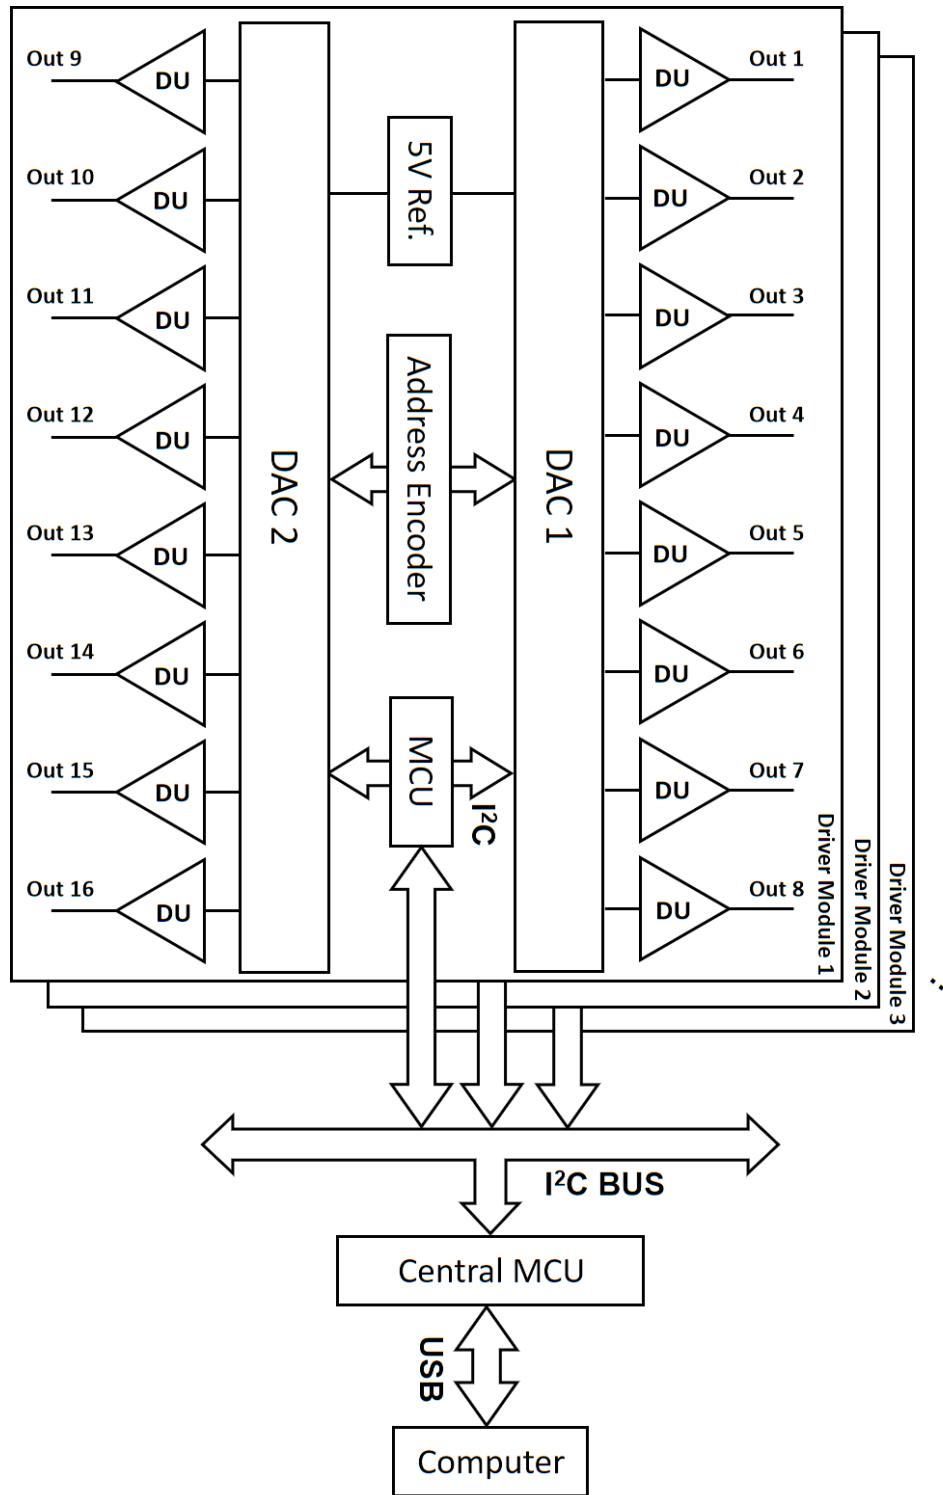 Out 9
DU
Out 10
DU
Out 11
DU
Out 12
DU
Out 13
DU
Out 14
DU
Out 15
DU
Out 16
DU
DAC 2
5V Ref.
Address Encoder
MCU
I²C
DAC 1
Out 1
DU
Out 2
DU
Out 3
DU
Out 4
DU
Out 5
DU
Out 6
DU
Out 7
DU
Out 8
DU
Driver Module 1
Driver Module 2
Driver Module 3
I²C BUS
Central MCU
USB
Computer